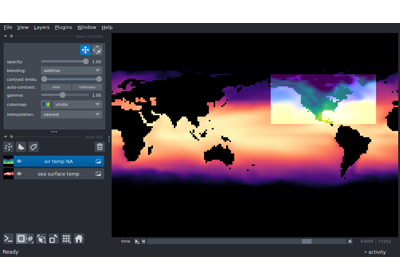 File View Layers Plugins Window Help
opacity: 1.00
blending: additive
contrast limits:
auto-contrast: once continuous
gamma: 1.00
colormap: viridis
interpolation: nearest
air temp NA
sea surface temp
time
Ready
activity